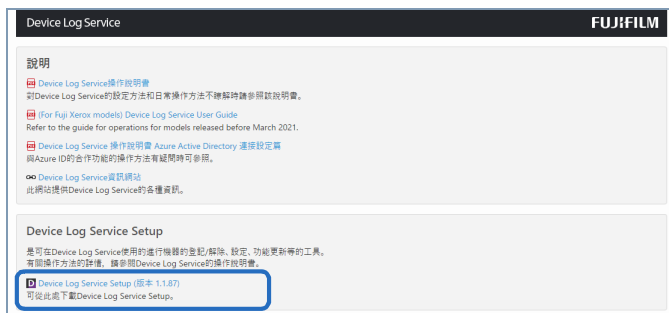 Device Log Service
FUJIFILM
說明
Device Log Service操作說明書
對Device Log Service的設定方法和日常操作方法不瞭解時請參照該說明書。
(For Fuji Xerox models) Device Log Service User Guide
Refer to the guide for operations for models released before March 2021.
Device Log Service 操作說明書 Azure Active Directory 連接設定篇
與Azure ID的合作功能的操作方法有疑問時可參照。
Device Log Service資訊網站
此網站提供Device Log Service的各種資訊。
Device Log Service Setup
是可在Device Log Service使用的進行機器的登記/解除、設定、功能更新等的工具。
有關操作方法的詳情，請參閱Device Log Service的操作說明書。
Device Log Service Setup (版本 1.1.87)
可從此處下載Device Log Service Setup。